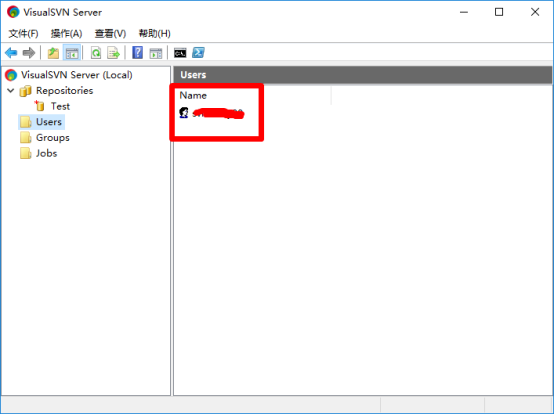 VisualSVN Server
文件(F) 操作(A) 查看(V) 帮助(H)
VisualSVN Server (Local)
Repositories
Test
Users
Groups
Jobs
Users
Name